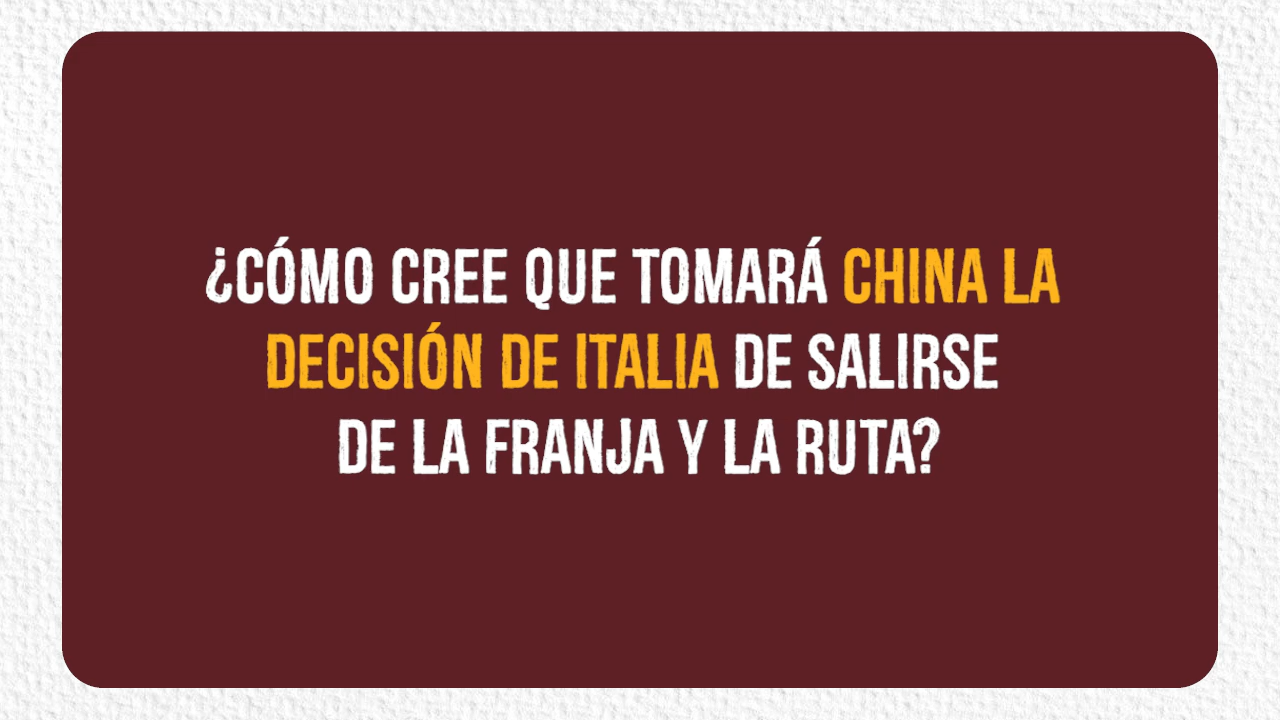 ¿CÓMO CREE QUE TOMARÁ CHINA LA
DECISIÓN DE ITALIA DE SALIRSE
DE LA FRANJA Y LA RUTA?